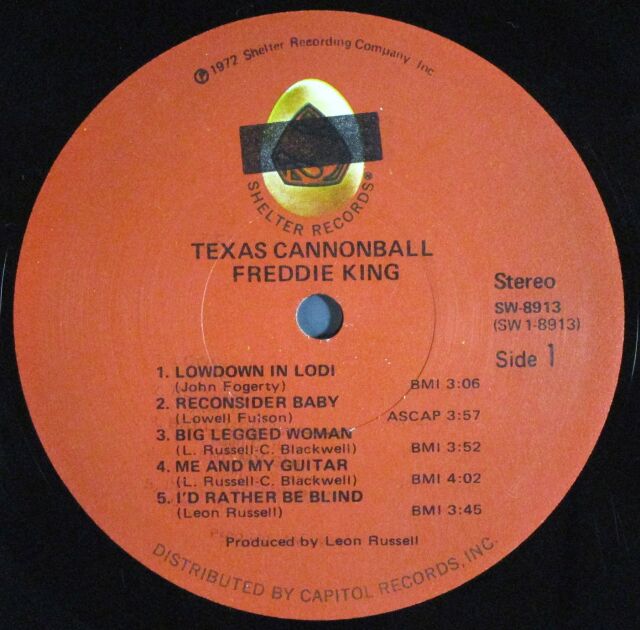 ℗ 1972 Shelter Recording Company, Inc.
SHELTER RECORDS®
TEXAS CANNONBALL
FREDDIE KING
Stereo
SW-8913
(SW 1-8913)
Side 1
1. LOWDOWN IN LODI
(John Fogerty) BMI 3:06
2. RECONSIDER BABY
(Lowell Fulson) ASCAP 3:57
3. BIG LEGGED WOMAN
(L. Russell-C. Blackwell) BMI 3:52
4. ME AND MY GUITAR
(L. Russell-C. Blackwell) BMI 4:02
5. I'D RATHER BE BLIND
(Leon Russell) BMI 3:45
Produced by Leon Russell
DISTRIBUTED BY CAPITOL RECORDS, INC.